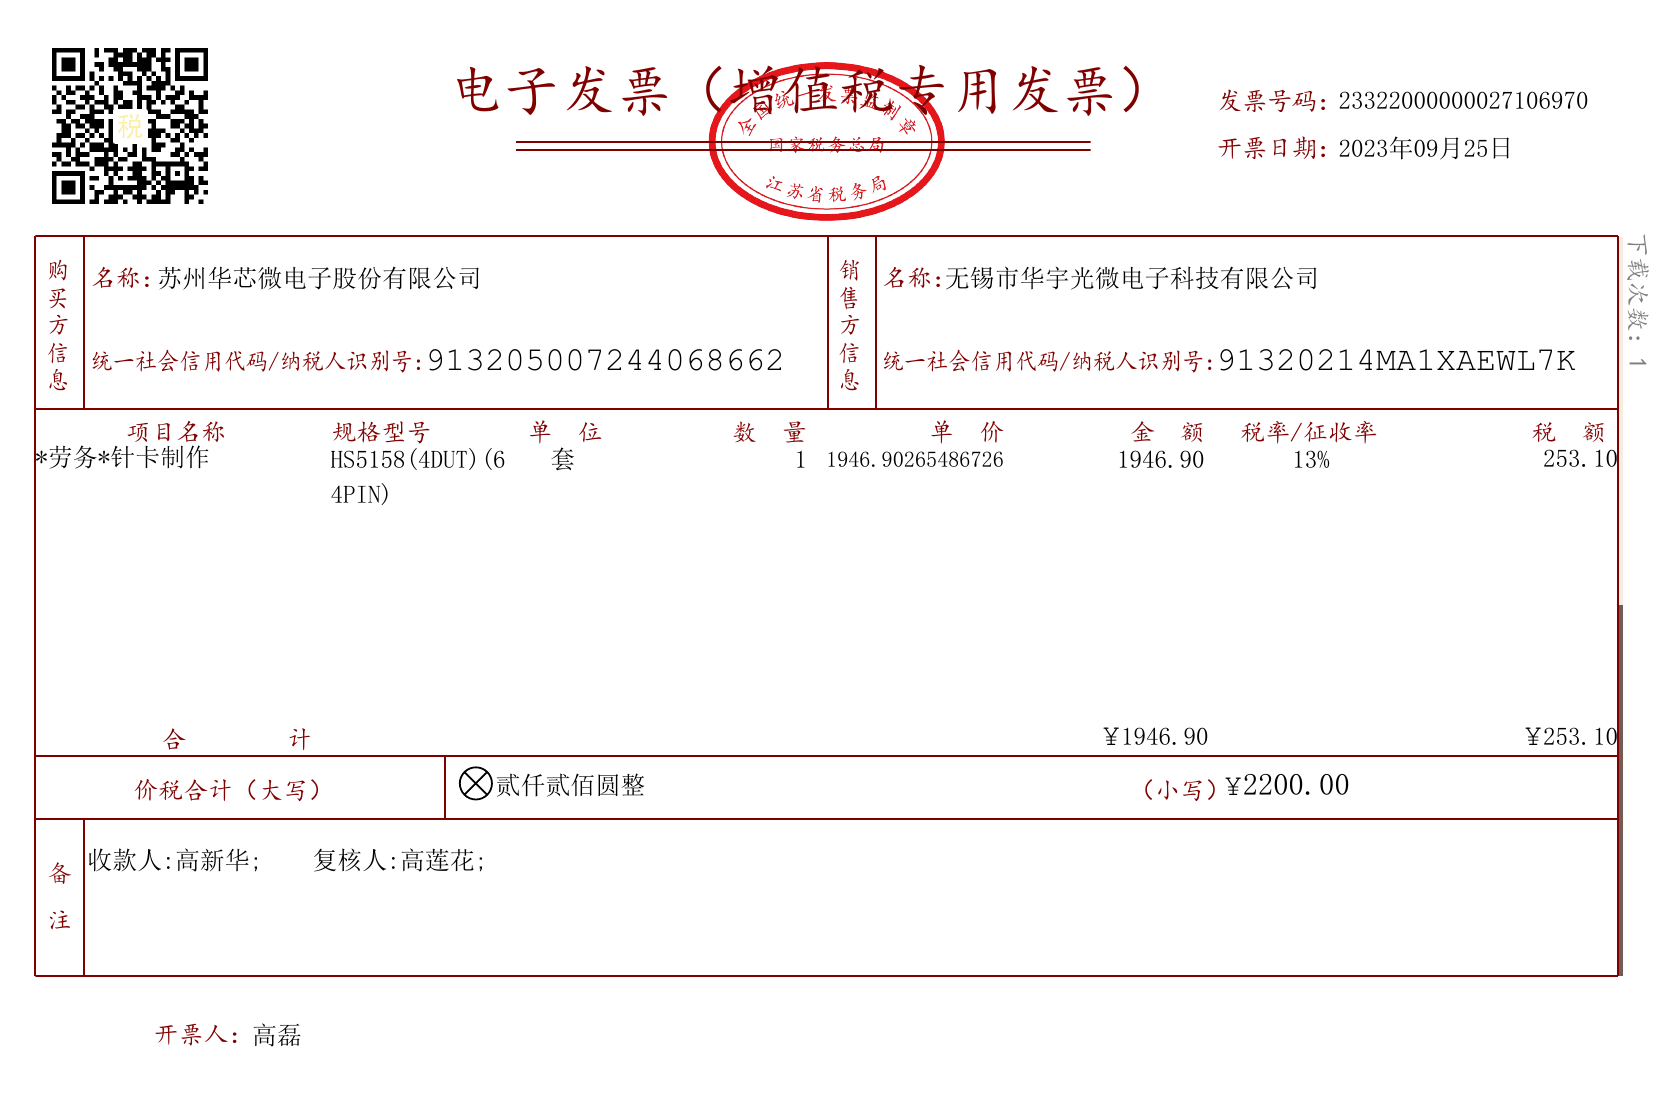 电子发票（增值税专用发票）
全国统一发票监制章
国家税务总局
江苏省税务局
税
发票号码：23322000000027106970
开票日期：2023年09月25日
下载次数：1
购买方信息
名称：苏州华芯微电子股份有限公司
统一社会信用代码/纳税人识别号：913205007244068662
销售方信息
名称：无锡市华宇光微电子科技有限公司
统一社会信用代码/纳税人识别号：91320214MA1XAEWL7K
项目名称 规格型号 单 位 数 量 单 价 金 额 税率/征收率 税 额
*劳务*针卡制作 HS5158(4DUT)(6 套 1 1946.90265486726 1946.90 13% 253.10
4PIN)
合 计 ¥1946.90 ¥253.10
价税合计（大写） ⊗贰仟贰佰圆整 （小写）¥2200.00
备注
收款人:高新华; 复核人:高莲花;
开票人：高磊